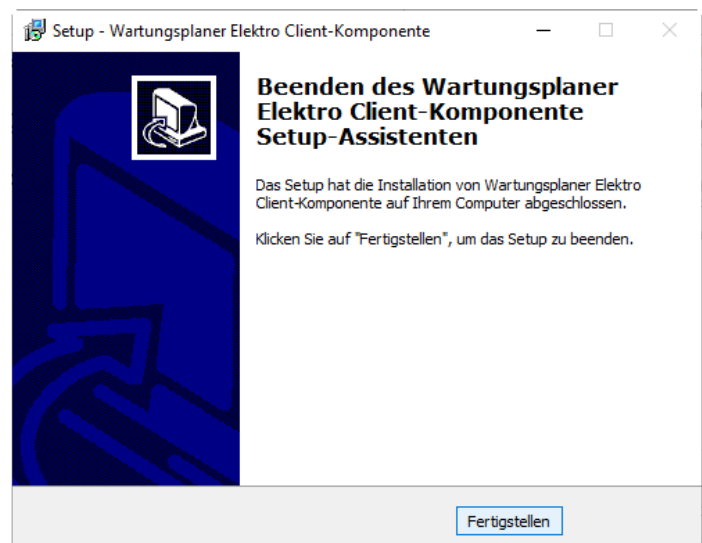 Setup - Wartungsplaner Elektro Client-Komponente
Beenden des Wartungsplaner
Elektro Client-Komponente
Setup-Assistenten
Das Setup hat die Installation von Wartungsplaner Elektro
Client-Komponente auf Ihrem Computer abgeschlossen.
Klicken Sie auf "Fertigstellen", um das Setup zu beenden.
Fertigstellen